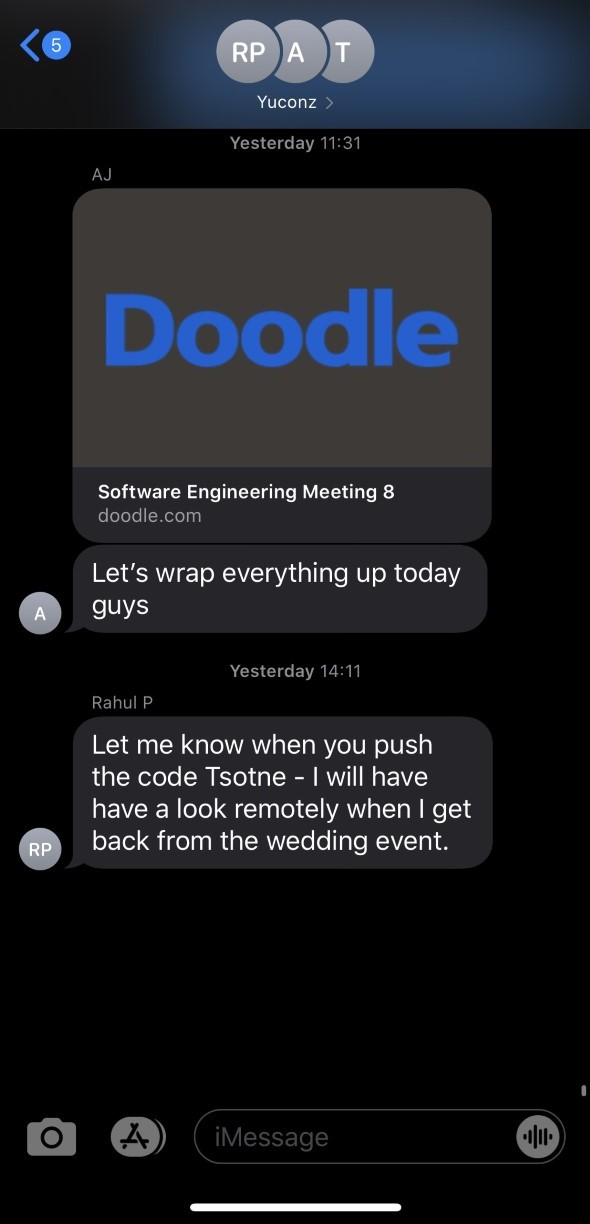 5
RP A T
Yuconz
Yesterday 11:31
AJ
Doodle
Software Engineering Meeting 8
doodle.com
Let’s wrap everything up today
guys
A
Yesterday 14:11
Rahul P
Let me know when you push
the code Tsotne - I will have
have a look remotely when I get
back from the wedding event.
RP
iMessage